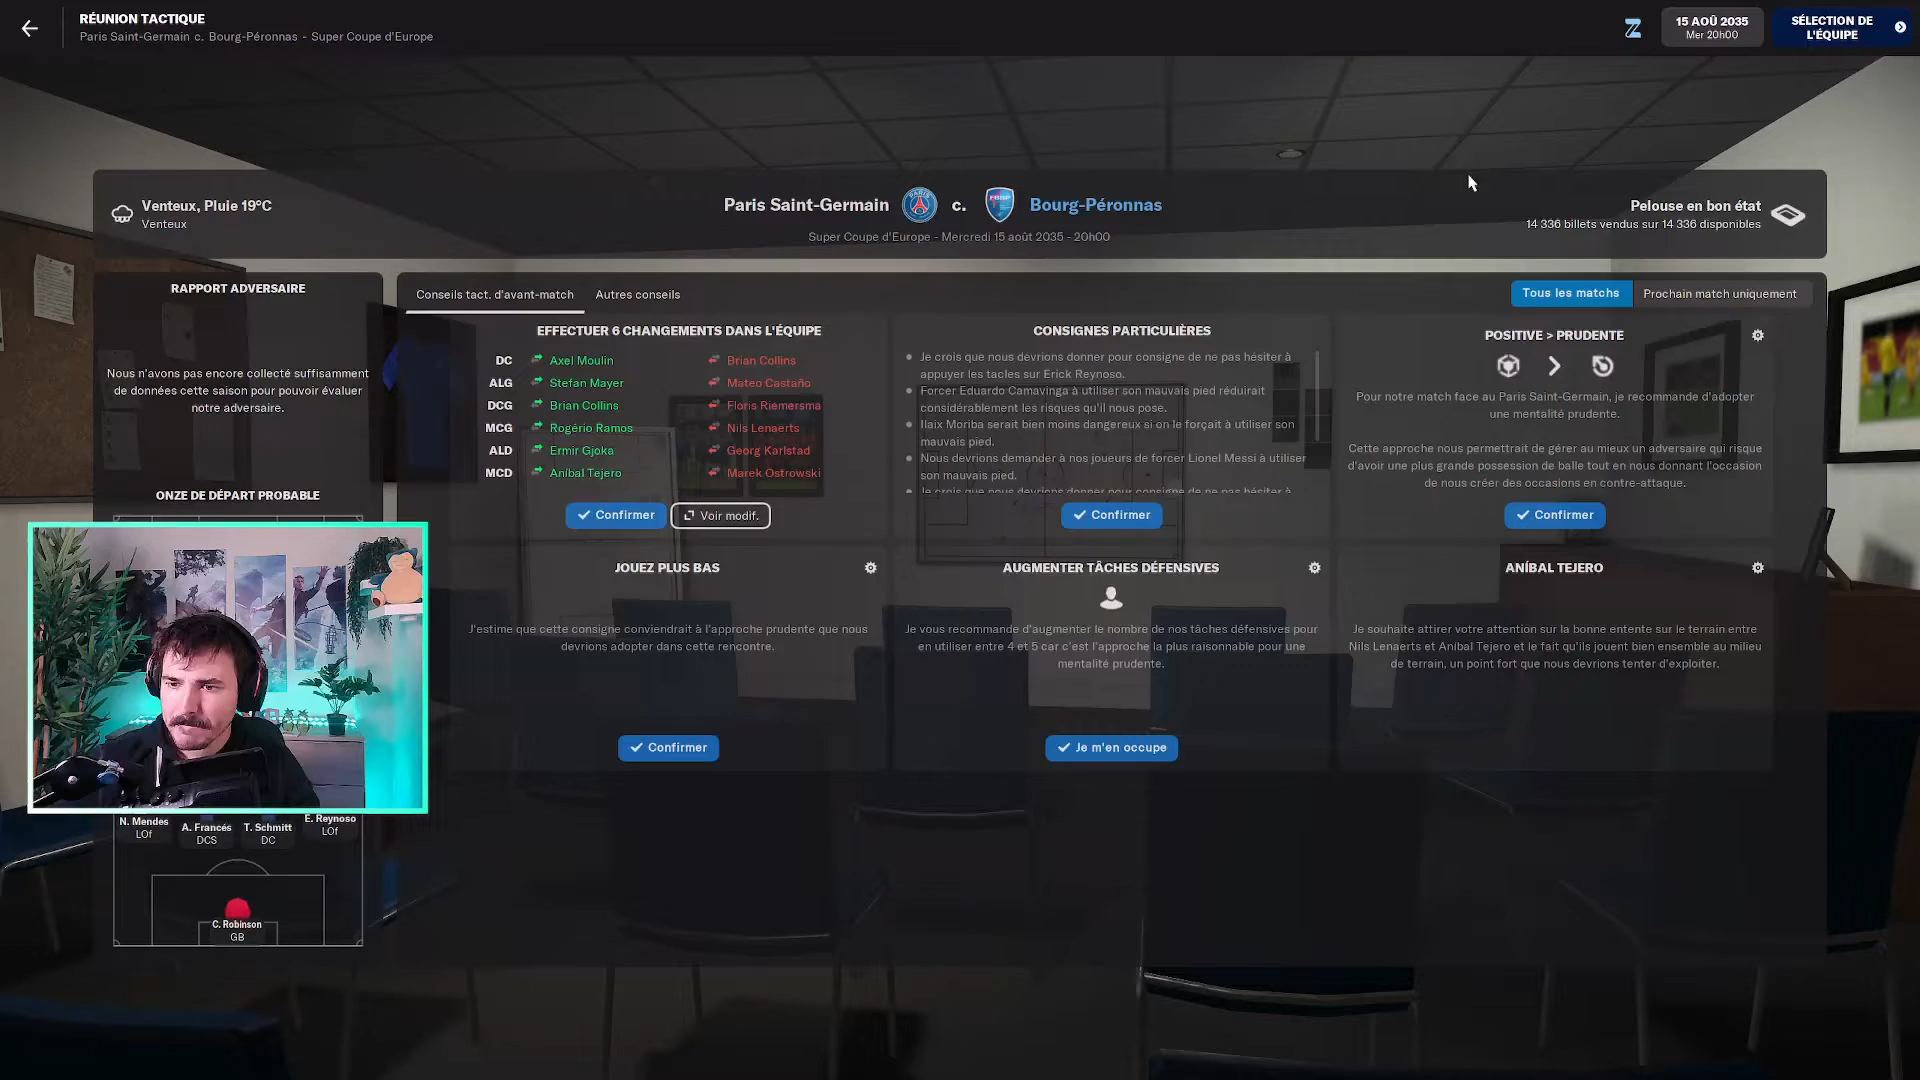 RÉUNION TACTIQUE
Paris Saint-Germain c. Bourg-Péronnas - Super Coupe d'Europe
15 AOÛ 2035
Mer 20h00
SÉLECTION DE
L'ÉQUIPE
Venteux, Pluie 19°C
Venteux
Paris Saint-Germain c. Bourg-Péronnas
Super Coupe d'Europe - Mercredi 15 août 2035 - 20h00
Pelouse en bon état
14 336 billets vendus sur 14 336 disponibles
RAPPORT ADVERSAIRE
Nous n'avons pas encore collecté suffisamment
de données cette saison pour pouvoir évaluer
notre adversaire.
ONZE DE DÉPART PROBABLE
N. Mendes
LOf
A. Francés
DCS
T. Schmitt
DC
E. Reynoso
LOf
C. Robinson
GB
Conseils tact. d'avant-match
Autres conseils
Tous les matchs
Prochain match uniquement
EFFECTUER 6 CHANGEMENTS DANS L'ÉQUIPE
DC Axel Moulin Brian Collins
ALG Stefan Mayer Mateo Castaño
DCG Brian Collins Floris Riemersma
MCG Rogério Ramos Nils Lenaerts
ALD Ermir Gjoka Georg Karlstad
MCD Aníbal Tejero Marek Ostrowski
Confirmer
Voir modif.
CONSIGNES PARTICULIÈRES
Je crois que nous devrions donner pour consigne de ne pas hésiter à
appuyer les tacles sur Erick Reynoso.
Forcer Eduardo Camavinga à utiliser son mauvais pied réduirait
considérablement les risques qu'il nous pose.
Ilaix Moriba serait bien moins dangereux si on le forçait à utiliser son
mauvais pied.
Nous devrions demander à nos joueurs de forcer Lionel Messi à utiliser
son mauvais pied.
Je crois que nous devrions donner pour consigne de ne pas hésiter à
Confirmer
POSITIVE > PRUDENTE
Pour notre match face au Paris Saint-Germain, je recommande d'adopter
une mentalité prudente.
Cette approche nous permettrait de gérer au mieux un adversaire qui risque
d'avoir une plus grande possession de balle tout en nous donnant l'occasion
de nous créer des occasions en contre-attaque.
Confirmer
JOUEZ PLUS BAS
J'estime que cette consigne conviendrait à l'approche prudente que nous
devrions adopter dans cette rencontre.
Confirmer
AUGMENTER TÂCHES DÉFENSIVES
Je vous recommande d'augmenter le nombre de nos tâches défensives pour
en utiliser entre 4 et 5 car c'est l'approche la plus raisonnable pour une
mentalité prudente.
Je m'en occupe
ANÍBAL TEJERO
Je souhaite attirer votre attention sur la bonne entente sur le terrain entre
Nils Lenaerts et Aníbal Tejero et le fait qu'ils jouent bien ensemble au milieu
de terrain, un point fort que nous devrions tenter d'exploiter.